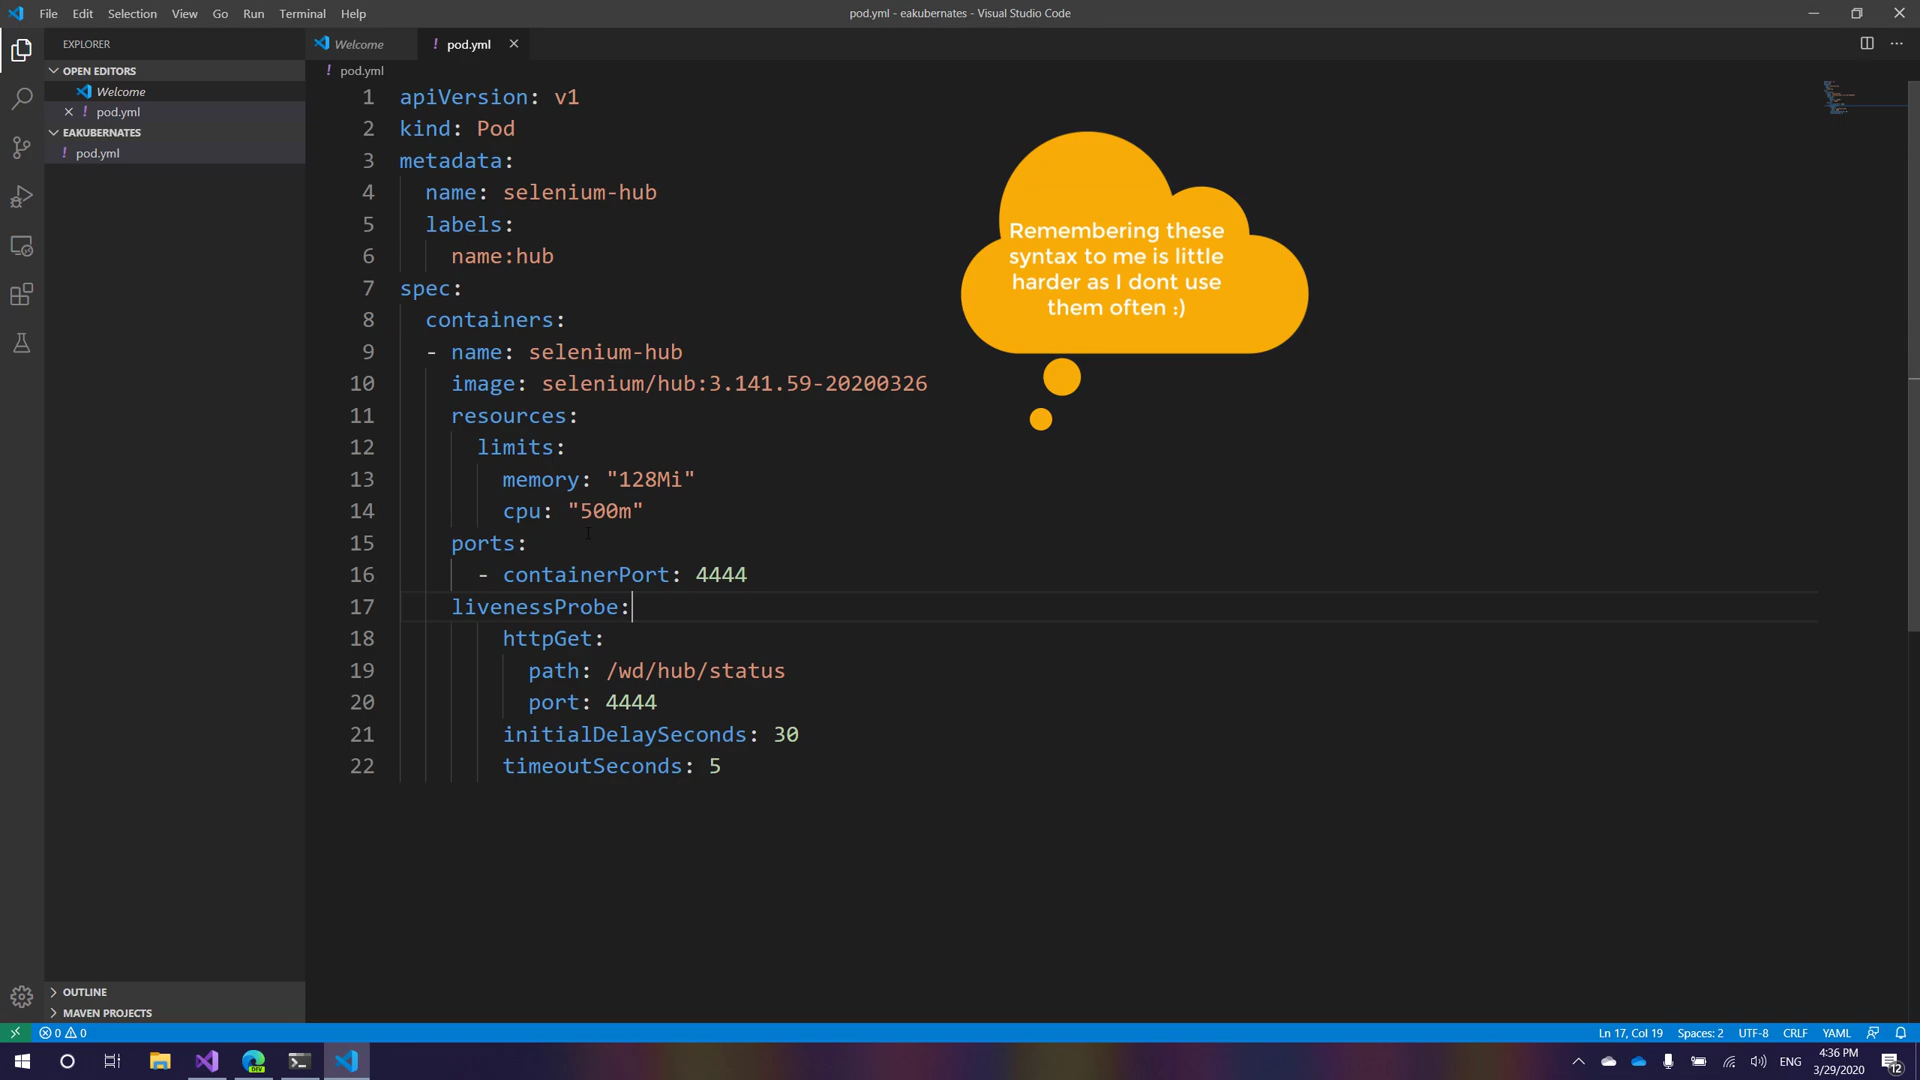 File Edit Selection View Go Run Terminal Help
pod.yml - eakubernates - Visual Studio Code
EXPLORER
OPEN EDITORS
Welcome
pod.yml
EAKUBERNATES
pod.yml
OUTLINE
MAVEN PROJECTS
Welcome
pod.yml
pod.yml
1 apiVersion: v1
2 kind: Pod
3 metadata:
4 name: selenium-hub
5 labels:
6 name:hub
7 spec:
8 containers:
9 - name: selenium-hub
10 image: selenium/hub:3.141.59-20200326
11 resources:
12 limits:
13 memory: "128Mi"
14 cpu: "500m"
15 ports:
16 - containerPort: 4444
17 livenessProbe:
18 httpGet:
19 path: /wd/hub/status
20 port: 4444
21 initialDelaySeconds: 30
22 timeoutSeconds: 5
Remembering these
syntax to me is little
harder as I dont use
them often :)
0 0
Ln 17, Col 19 Spaces: 2 UTF-8 CRLF YAML
DEV
ENG
4:36 PM
3/29/2020
12